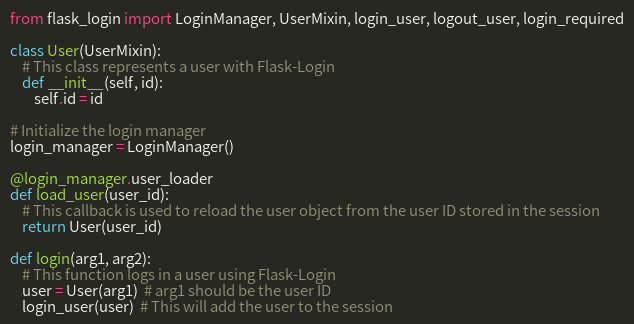 from flask_login import LoginManager, UserMixin, login_user, logout_user, login_required
class User(UserMixin):
# This class represents a user with Flask-Login
def __init__(self, id):
self.id = id
# Initialize the login manager
login_manager = LoginManager()
@login_manager.user_loader
def load_user(user_id):
# This callback is used to reload the user object from the user ID stored in the session
return User(user_id)
def login(arg1, arg2):
# This function logs in a user using Flask-Login
user = User(arg1)  # arg1 should be the user ID
login_user(user)  # This will add the user to the session